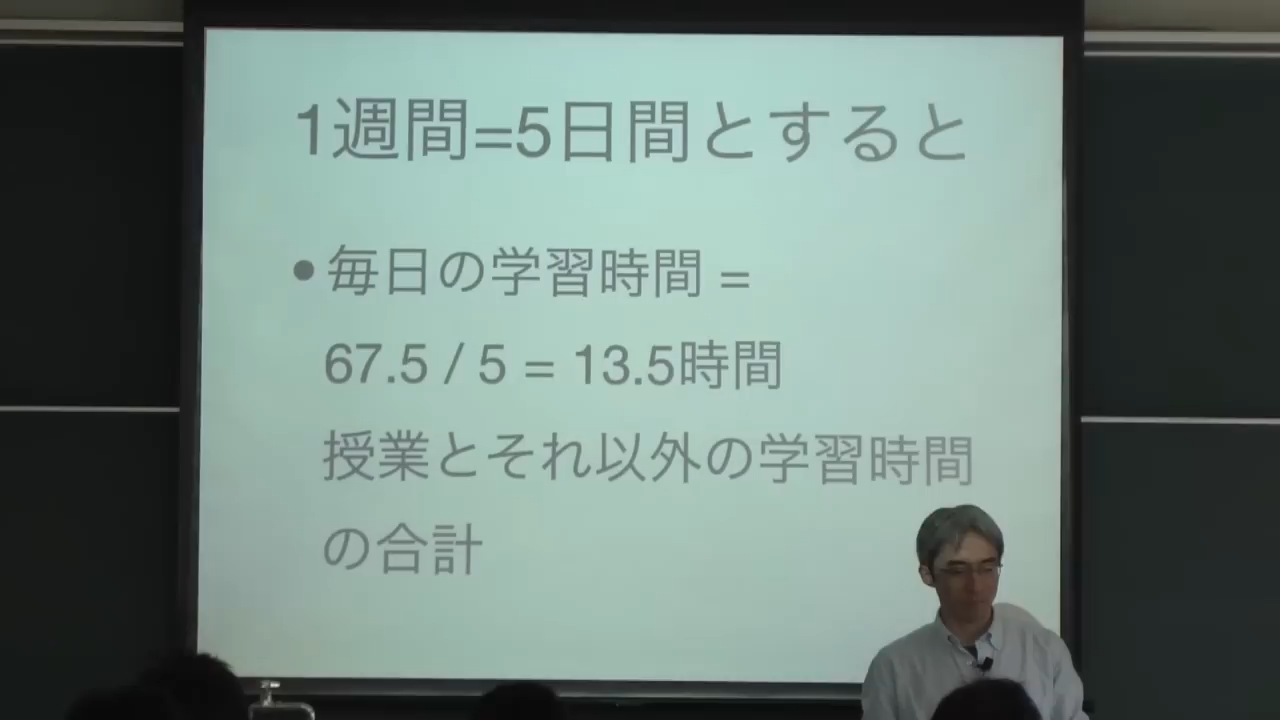 1週間=5日間とすると
•毎日の学習時間 =
67.5 / 5 = 13.5時間
授業とそれ以外の学習時間
の合計